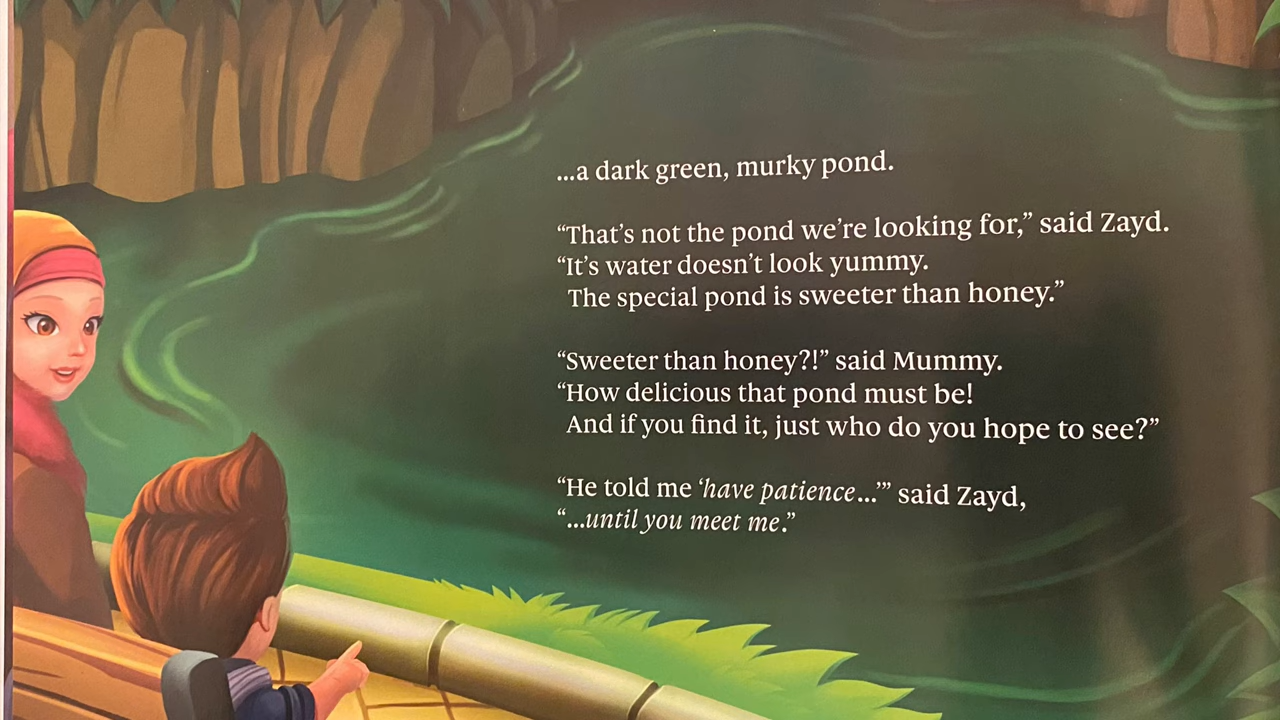 ...a dark green, murky pond.
“That’s not the pond we’re looking for,” said Zayd.
“It’s water doesn’t look yummy.
The special pond is sweeter than honey.”
“Sweeter than honey?!” said Mummy.
“How delicious that pond must be!
And if you find it, just who do you hope to see?”
“He told me ‘have patience...’” said Zayd,
“...until you meet me.”